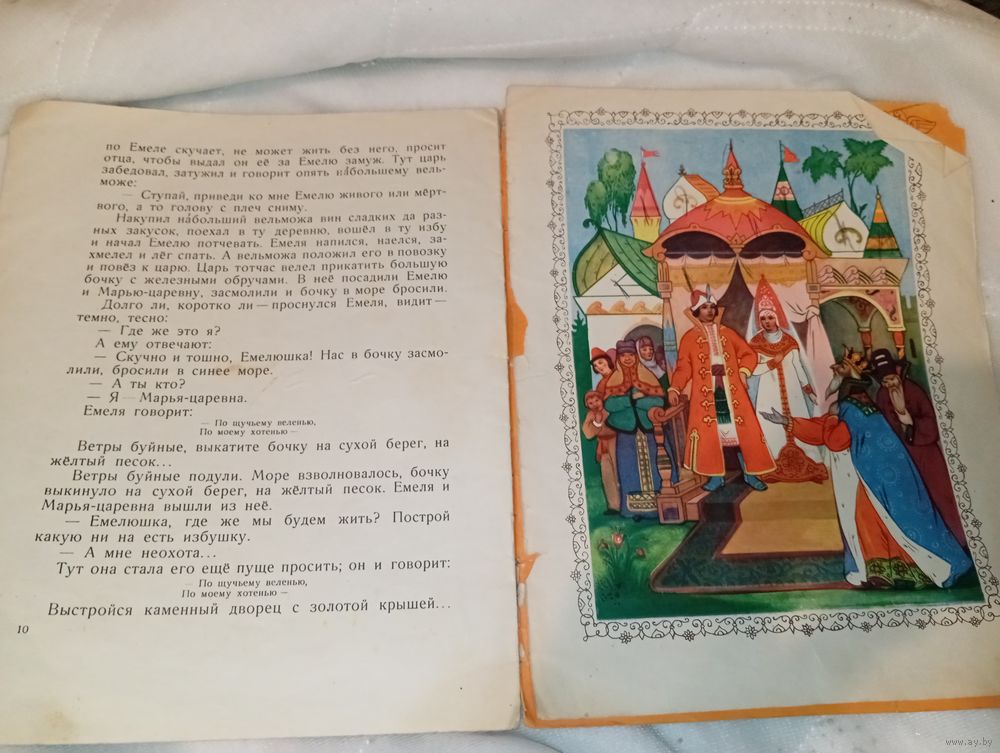 по Емеле скучает, не может жить без него, просит
отца, чтобы выдал он её за Емелю замуж. Тут царь
забедовал, затужил и говорит опять на́большему вель-
може:
Ступай, приведи ко мне Емелю живого или мёрт-
вого, а то голову с плеч сниму.
Накупил на́больший вельможа вин сладких да раз-
ных закусок, поехал в ту деревню, вошёл в ту избу
и начал Емелю потчевать. Емеля напился, наелся, за-
хмелел и лёг спать. А вельможа положил его в повозку
и повёз к царю. Царь тотчас велел прикатить большую
бочку с железными обручами. В неё посадили Емелю
и Марью-царевну, засмолили и бочку в море бросили.
Долго ли, коротко ли — проснулся Емеля, видит —
темно, тесно:
— Где же это я?
А ему отвечают:
— Скучно и тошно, Емелюшка! Нас в бочку засмо-
лили, бросили в синее море.
— А ты кто?
— Я — Марья-царевна.
Емеля говорит:
— По щучьему веленью,
По моему хотенью —
Ветры буйные, выкатите бочку на сухой берег, на
жёлтый песок...
Ветры буйные подули. Море взволновалось, бочку
выкинуло на сухой берег, на жёлтый песок. Емеля и
Марья-царевна вышли из неё.
— Емелюшка, где же мы будем жить? Построй
какую ни на есть избушку.
— А мне неохота...
Тут она стала его ещё пуще просить; он и говорит:
— По щучьему веленью,
По моему хотенью —
Выстройся каменный дворец с золотой крышей...
10
www.ay.by